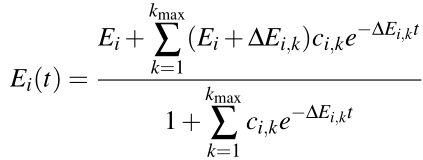 $$E_i(t) = \frac{E_i + \sum_{k=1}^{k_{\max}} (E_i + \Delta E_{i,k}) c_{i,k} e^{-\Delta E_{i,k} t}}{1 + \sum_{k=1}^{k_{\max}} c_{i,k} e^{-\Delta E_{i,k} t}}$$